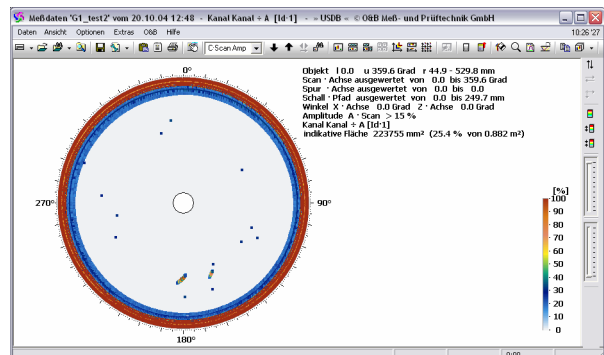 Meßdaten 'G1_test2' vom 20.10.04 12:48 - Kanal Kanal ÷ A [Id·1] - » USDB « © O&B Meß- und Prüftechnik GmbH
Daten Ansicht Optionen Extras O&B Hilfe 10:26'27
C-Scan Amp
Objekt l 0.0 u 359.6 Grad r 44.9 - 529.8 mm
Scan · Achse ausgewertet von 0.0 bis 359.6 Grad
Spur · Achse ausgewertet von 0.0 bis 0.0
Schall · Pfad ausgewertet von 0.0 bis 249.7 mm
Winkel X · Achse 0.0 Grad Z · Achse 0.0 Grad
Amplitude A · Scan > 15 %
Kanal Kanal ÷ A [Id·1]
indikative Fläche 223755 mm² (25.4 % von 0.882 m²)
0°
270°
90°
180°
[%]
100
90
80
70
60
50
40
30
20
10
0
0:00